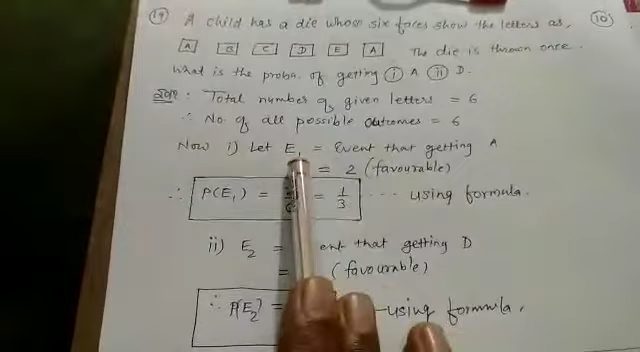 19 A child has a die whose six faces show the letters as, 10
A B C D E A The die is thrown once.
What is the proba. of getting i A ii D.
Solⁿ: Total number of given letters = 6
∴ No. of all possible outcomes = 6
Now i) Let E₁ = Event that getting A
= 2 (favourable)
∴ P(E₁) = = 1/3 ---- using formula.
ii) E₂ = that getting D
= (favourable)
∴ P(E₂) = using formula.